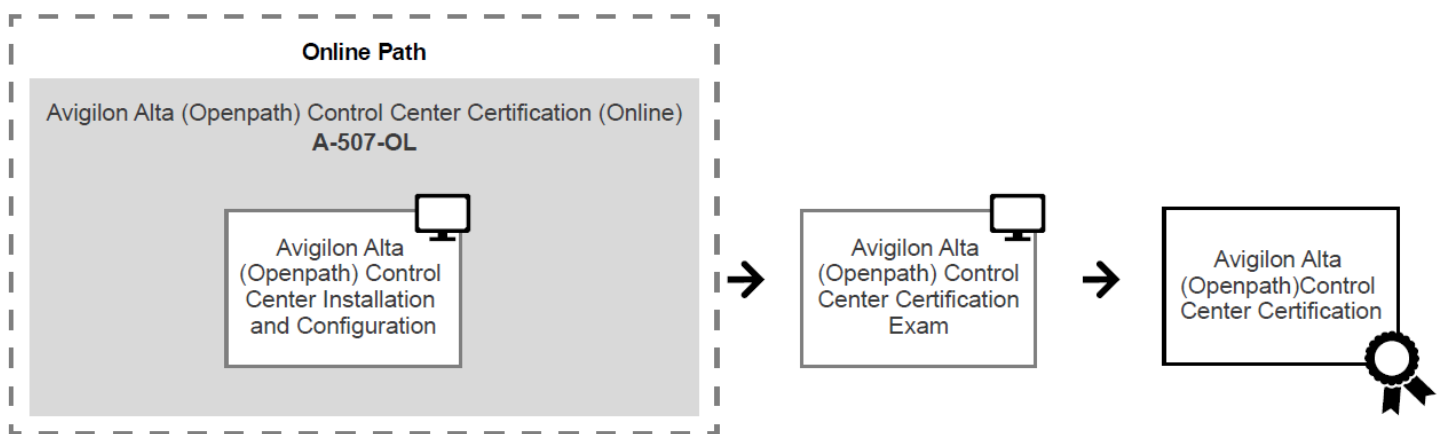 Online Path
Avigilon Alta (Openpath) Control Center Certification (Online)
A-507-OL
Avigilon Alta
(Openpath) Control
Center Installation
and Configuration
Avigilon Alta
(Openpath) Control
Center Certification
Exam
Avigilon Alta
(Openpath)Control
Center Certification